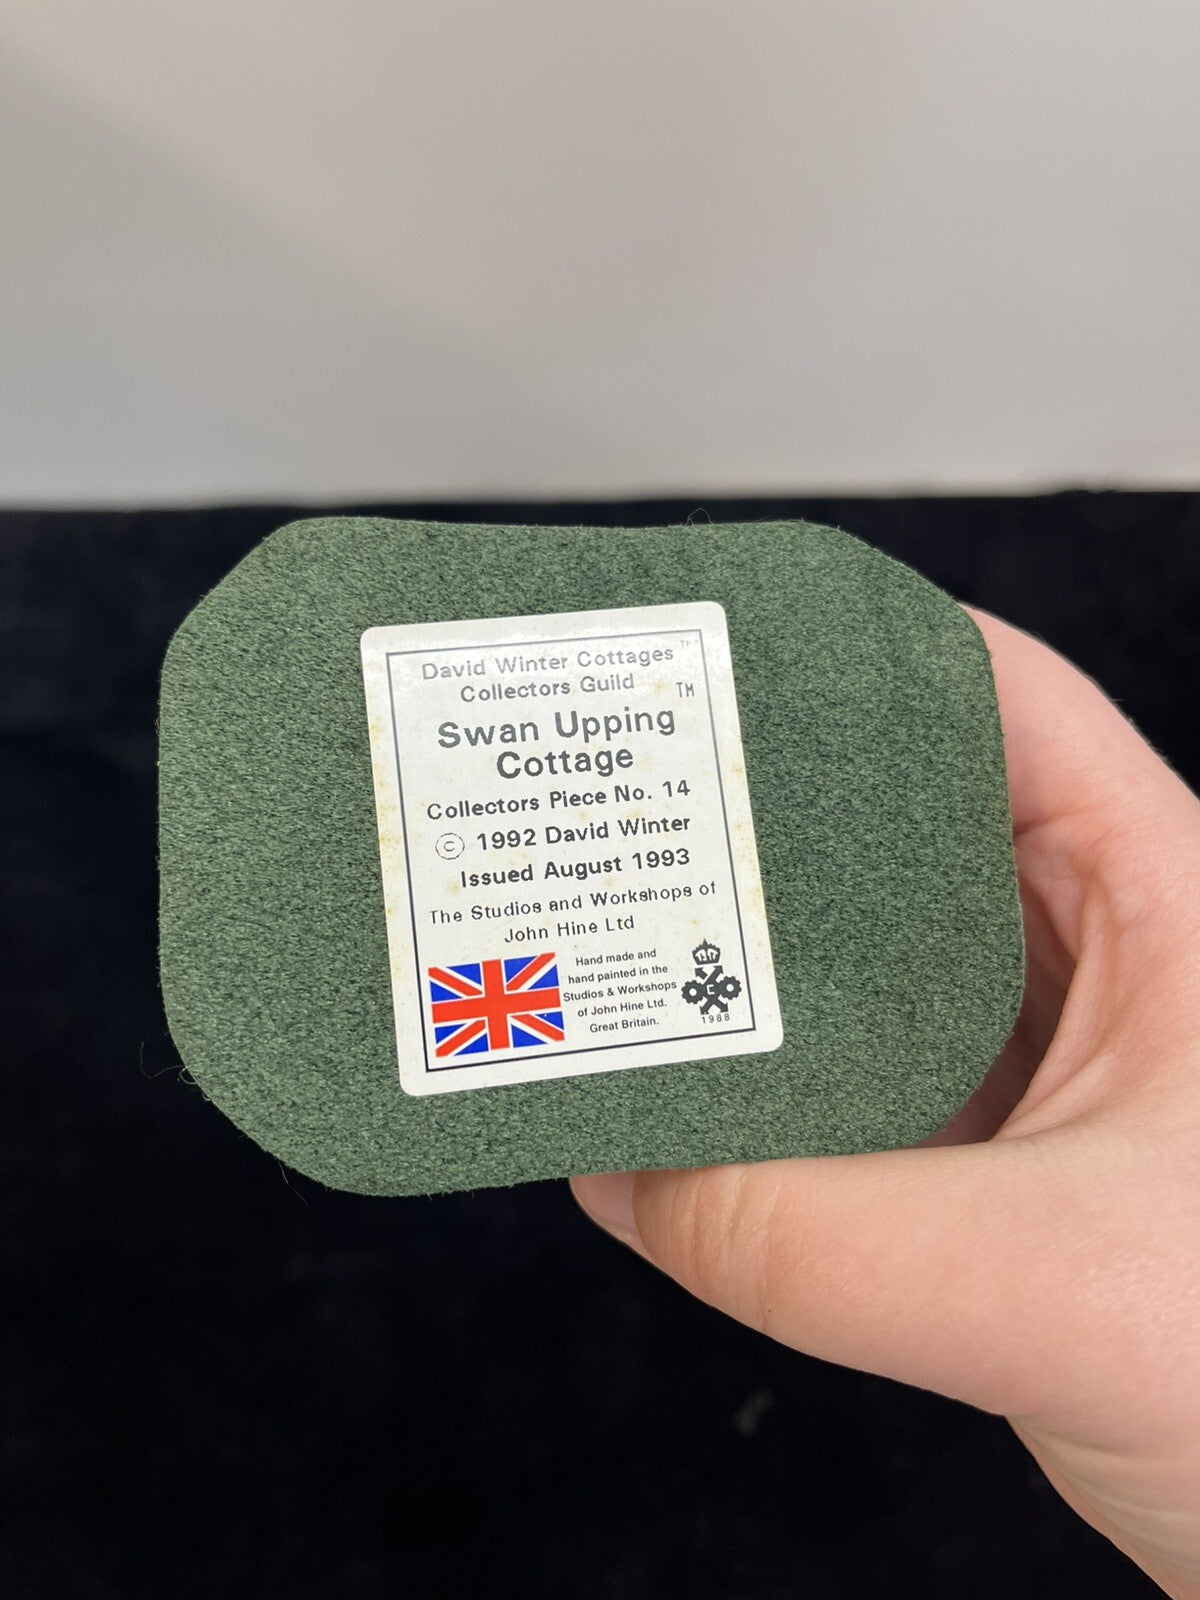 David Winter Cottages TM
Collectors Guild TM
Swan Upping
Cottage
Collectors Piece No. 14
© 1992 David Winter
Issued August 1993
The Studios and Workshops of
John Hine Ltd
Hand made and
hand painted in the
Studios & Workshops
of John Hine Ltd.
Great Britain.
C
1988